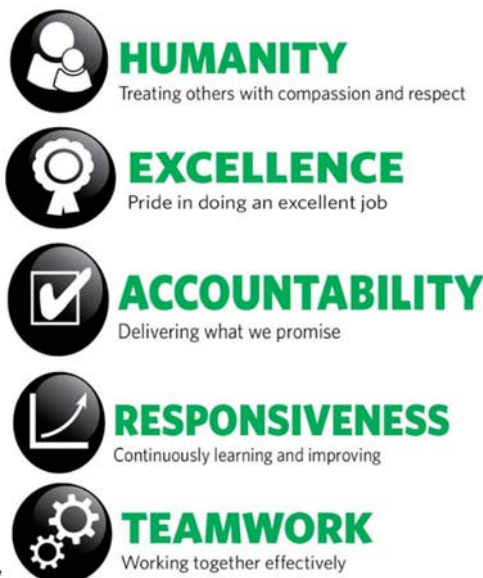 HUMANITY
Treating others with compassion and respect
EXCELLENCE
Pride in doing an excellent job
ACCOUNTABILITY
Delivering what we promise
RESPONSIVENESS
Continuously learning and improving
TEAMWORK
Working together effectively